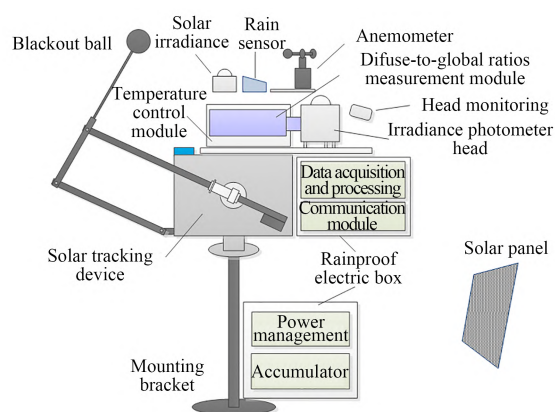 Blackout ball
Solar
irradiance
Rain
sensor
Anemometer
Difuse-to-global ratios
measurement module
Temperature
control
module
Head monitoring
Irradiance photometer
head
Data acquisition
and processing
Communication
module
Solar tracking
device
Rainproof
electric box
Solar panel
Power
management
Accumulator
Mounting
bracket